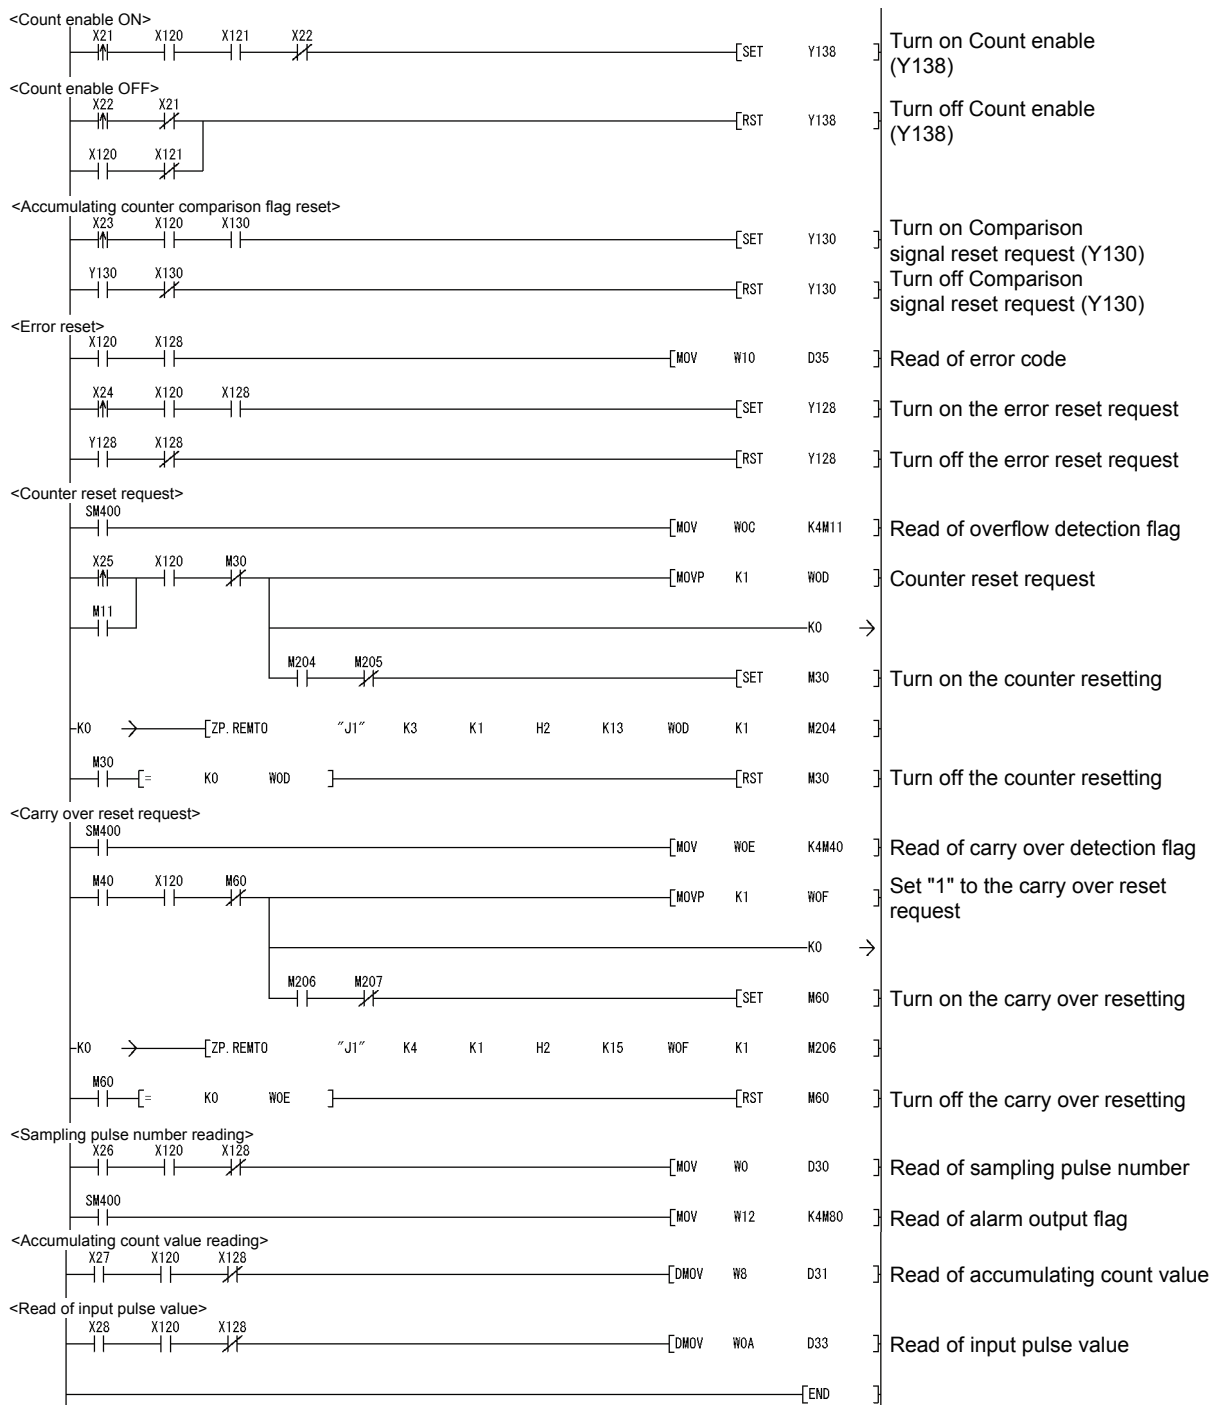 <Count enable ON>
X21 X120 X121 X22
[SET Y138 ] Turn on Count enable
(Y138)
<Count enable OFF>
X22 X21
[RST Y138 ] Turn off Count enable
(Y138)
X120 X121
<Accumulating counter comparison flag reset>
X23 X120 X130
[SET Y130 ] Turn on Comparison
signal reset request (Y130)
Y130 X130
[RST Y130 ] Turn off Comparison
signal reset request (Y130)
<Error reset>
X120 X128
[MOV W10 D35 ] Read of error code
X24 X120 X128
[SET Y128 ] Turn on the error reset request
Y128 X128
[RST Y128 ] Turn off the error reset request
<Counter reset request>
SM400
[MOV W0C K4M11 ] Read of overflow detection flag
X25 X120 M30
[MOVP K1 W0D ] Counter reset request
M11
K0
M204 M205
[SET M30 ] Turn on the counter resetting
K0 [ZP.REMTO "J1" K3 K1 H2 K13 W0D K1 M204 ]
M30
[= K0 W0D ] [RST M30 ] Turn off the counter resetting
<Carry over reset request>
SM400
[MOV W0E K4M40 ] Read of carry over detection flag
M40 X120 M60
[MOVP K1 W0F ] Set "1" to the carry over reset
request
K0
M206 M207
[SET M60 ] Turn on the carry over resetting
K0 [ZP.REMTO "J1" K4 K1 H2 K15 W0F K1 M206 ]
M60
[= K0 W0E ] [RST M60 ] Turn off the carry over resetting
<Sampling pulse number reading>
X26 X120 X128
[MOV W0 D30 ] Read of sampling pulse number
SM400
[MOV W12 K4M80 ] Read of alarm output flag
<Accumulating count value reading>
X27 X120 X128
[DMOV W8 D31 ] Read of accumulating count value
<Read of input pulse value>
X28 X120 X128
[DMOV W0A D33 ] Read of input pulse value
[END ]